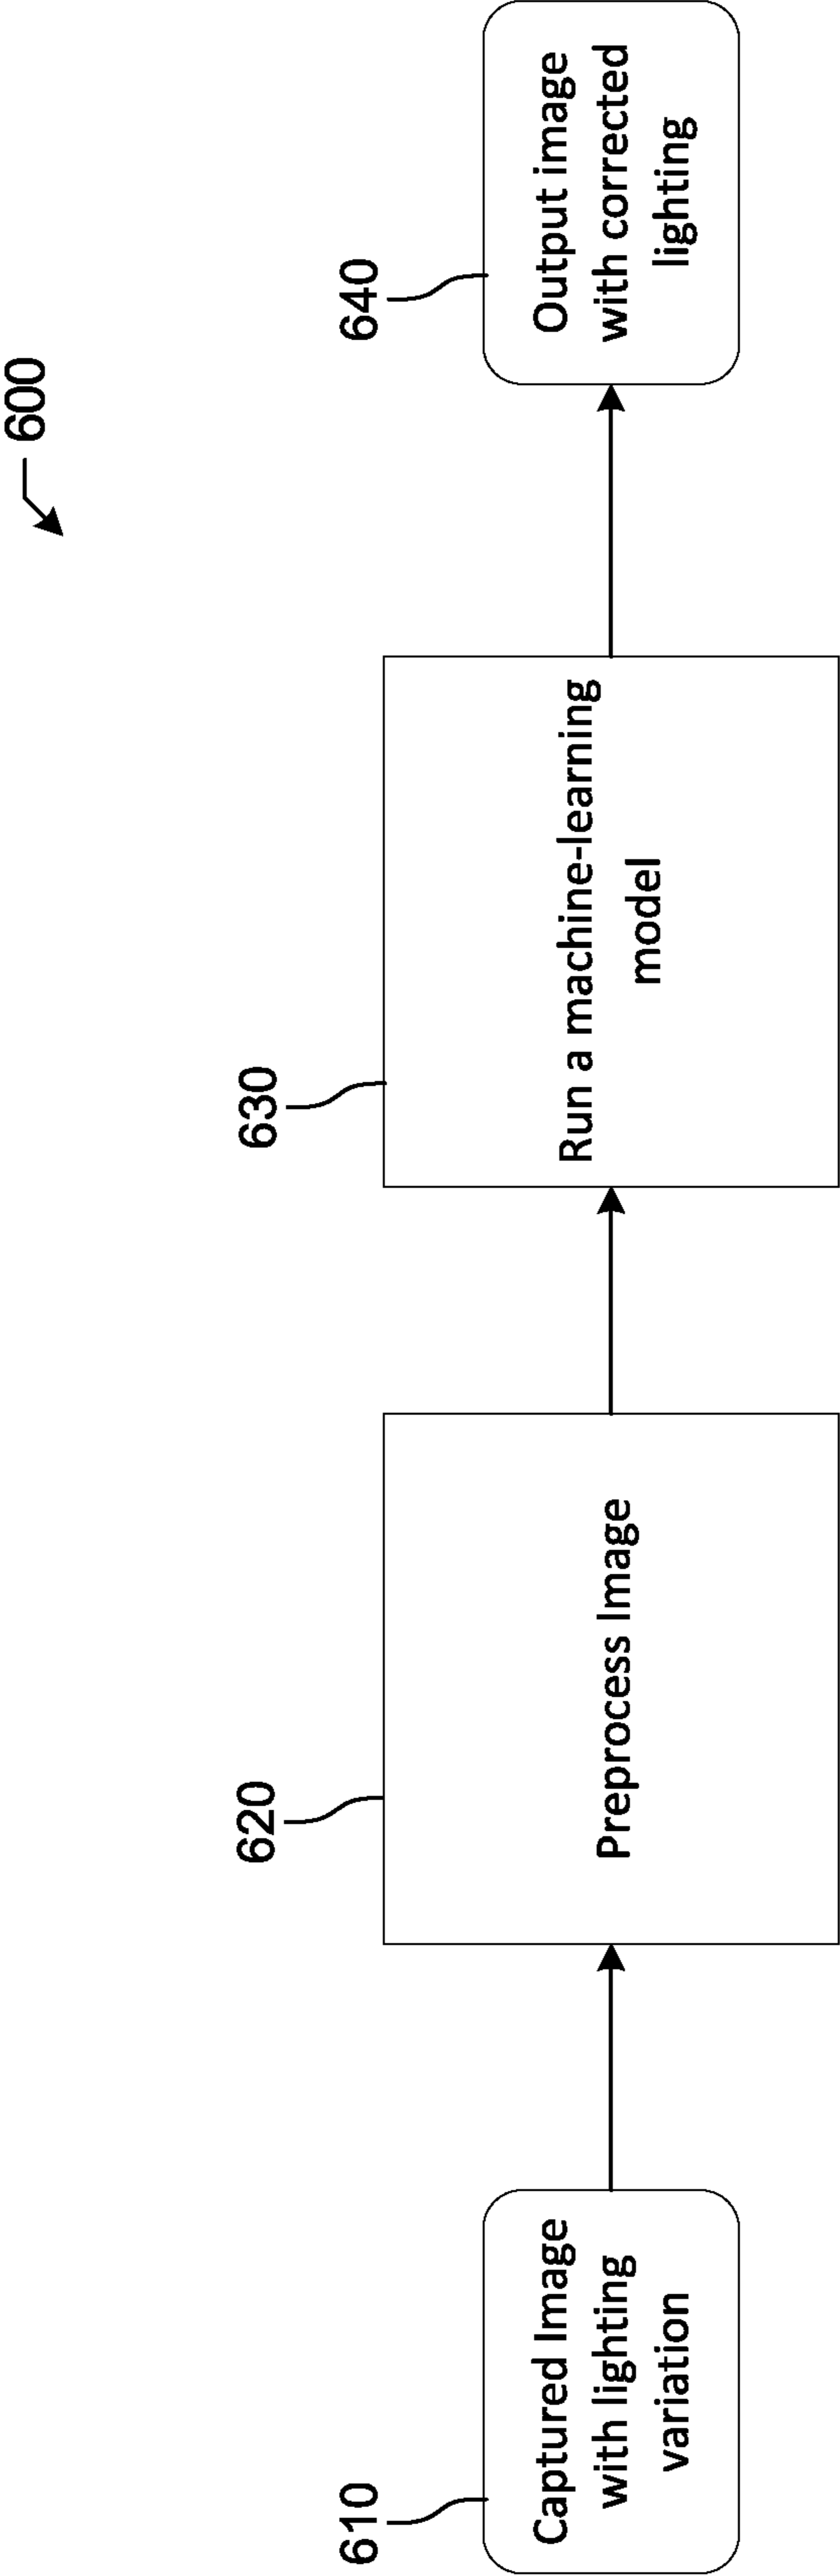 600
610
Captured Image
with lighting
variation
620
Preprocess Image
630
Run a machine-learning
model
640
Output image
with corrected
lighting